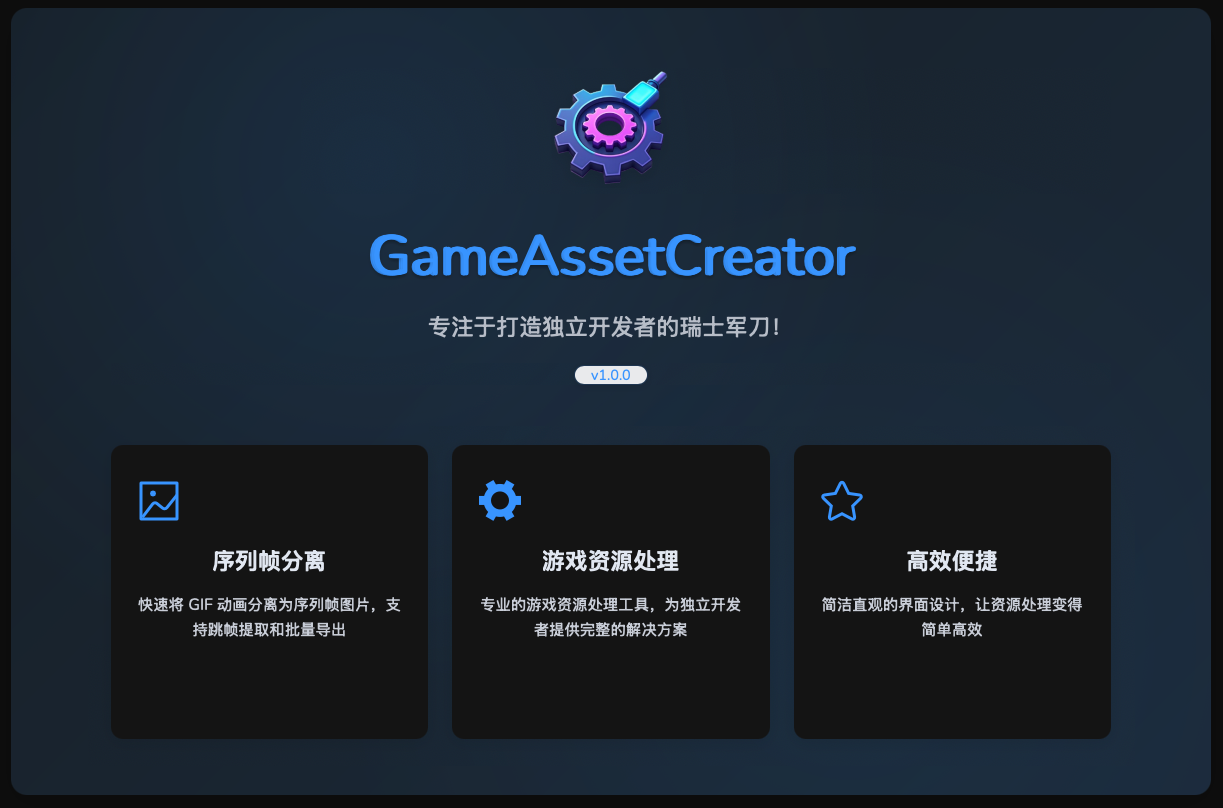 GameAssetCreator
专注于打造独立开发者的瑞士军刀！
v1.0.0
序列帧分离
快速将 GIF 动画分离为序列帧图片，支
持跳帧提取和批量导出
游戏资源处理
专业的游戏资源处理工具，为独立开发
者提供完整的解决方案
高效便捷
简洁直观的界面设计，让资源处理变得
简单高效